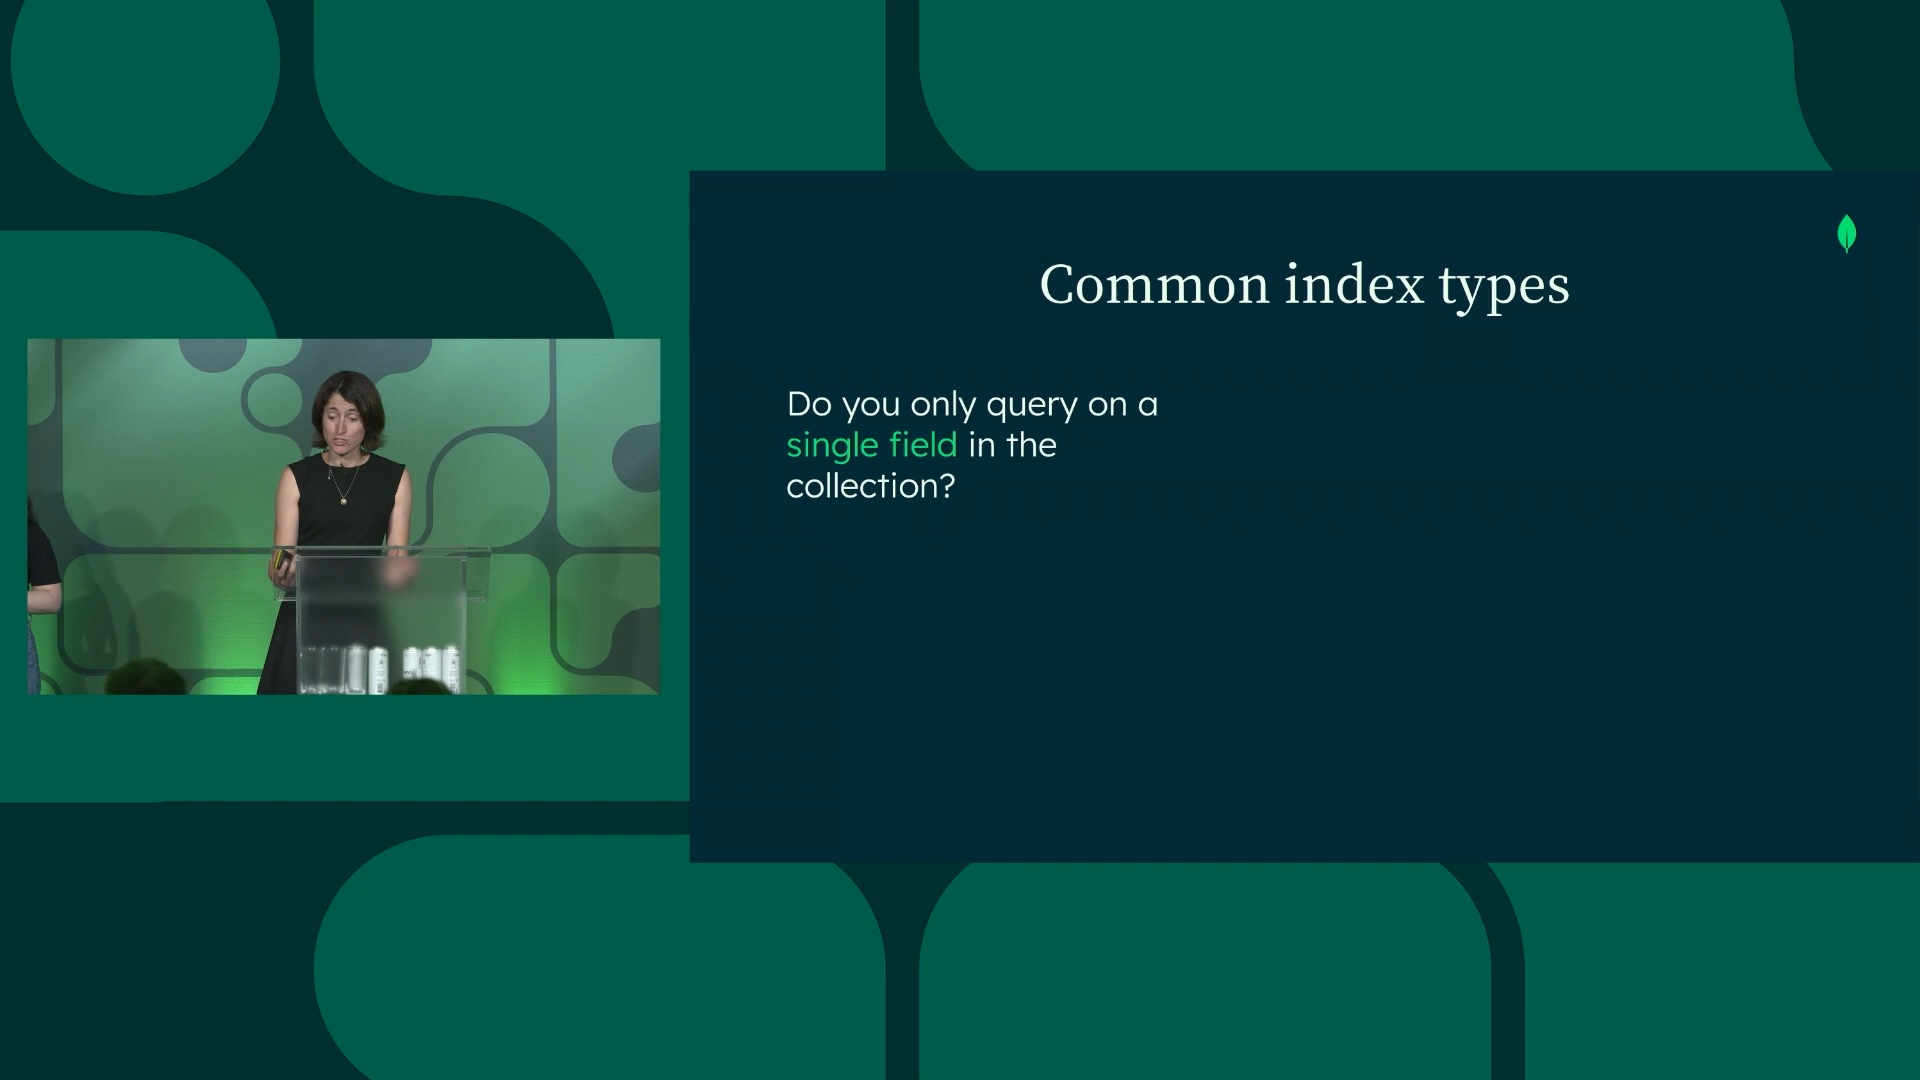 Common index types
Do you only query on a
single field in the
collection?